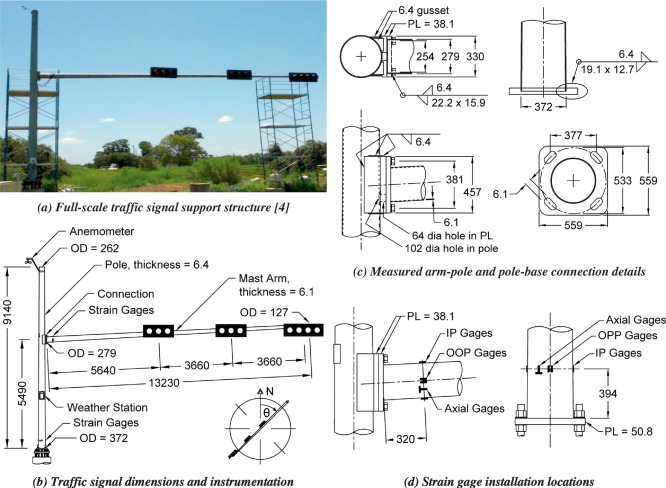 (a) Full-scale traffic signal support structure [4]
6.4 gusset
PL = 38.1
254
279
330
6.4
22.2 x 15.9
6.4
19.1 x 12.7
372
6.4
381
457
6.1
64 dia hole in PL
102 dia hole in pole
377
6.1
533
559
559
(c) Measured arm-pole and pole-base connection details
Anemometer
OD = 262
Pole, thickness = 6.4
Connection
Strain Gages
Mast Arm,
thickness = 6.1
OD = 127
9140
OD = 279
5640
3660
3660
13230
5490
Weather Station
Strain Gages
OD = 372
N
θ
(b) Traffic signal dimensions and instrumentation
PL = 38.1
IP Gages
OOP Gages
Axial Gages
320
Axial Gages
OPP Gages
IP Gages
394
PL = 50.8
(d) Strain gage installation locations